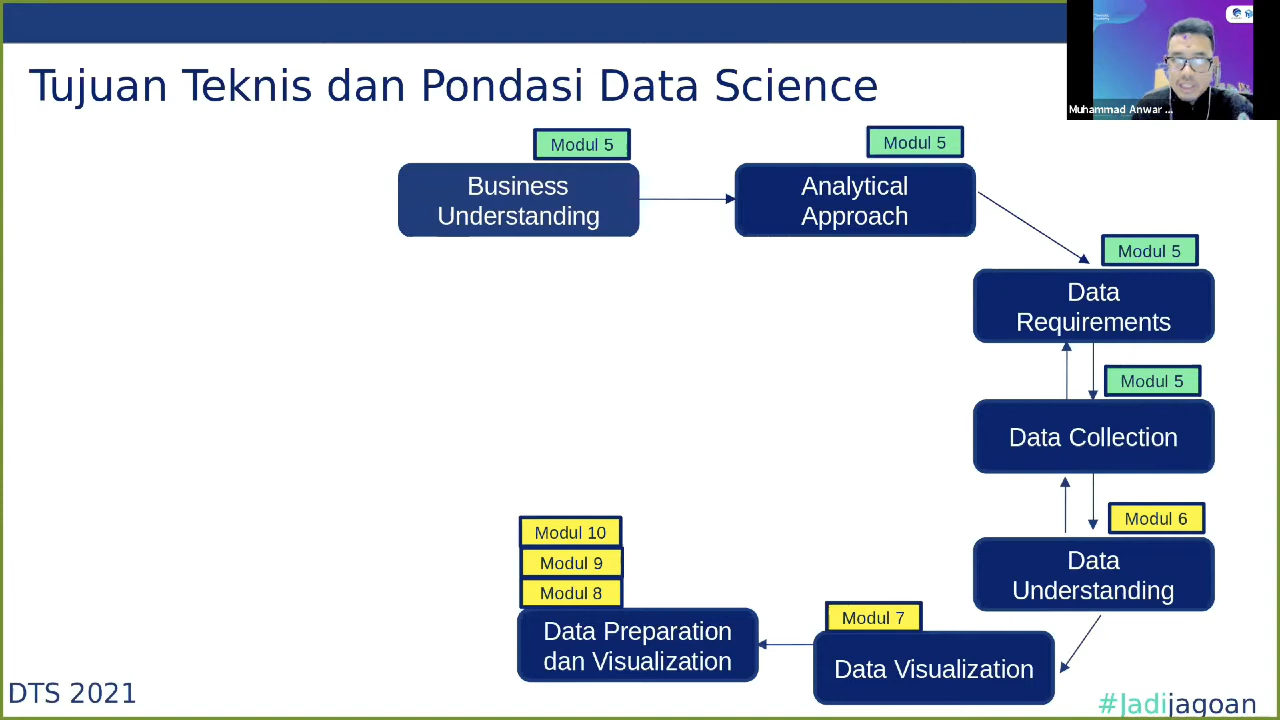 Tujuan Teknis dan Pondasi Data Science
Muhammad Anwar ...
Modul 5
Business
Understanding
Modul 5
Analytical
Approach
Modul 5
Data
Requirements
Modul 5
Data Collection
Modul 6
Data
Understanding
Modul 7
Data Visualization
Modul 10
Modul 9
Modul 8
Data Preparation
dan Visualization
DTS 2021
#Jadijagoan